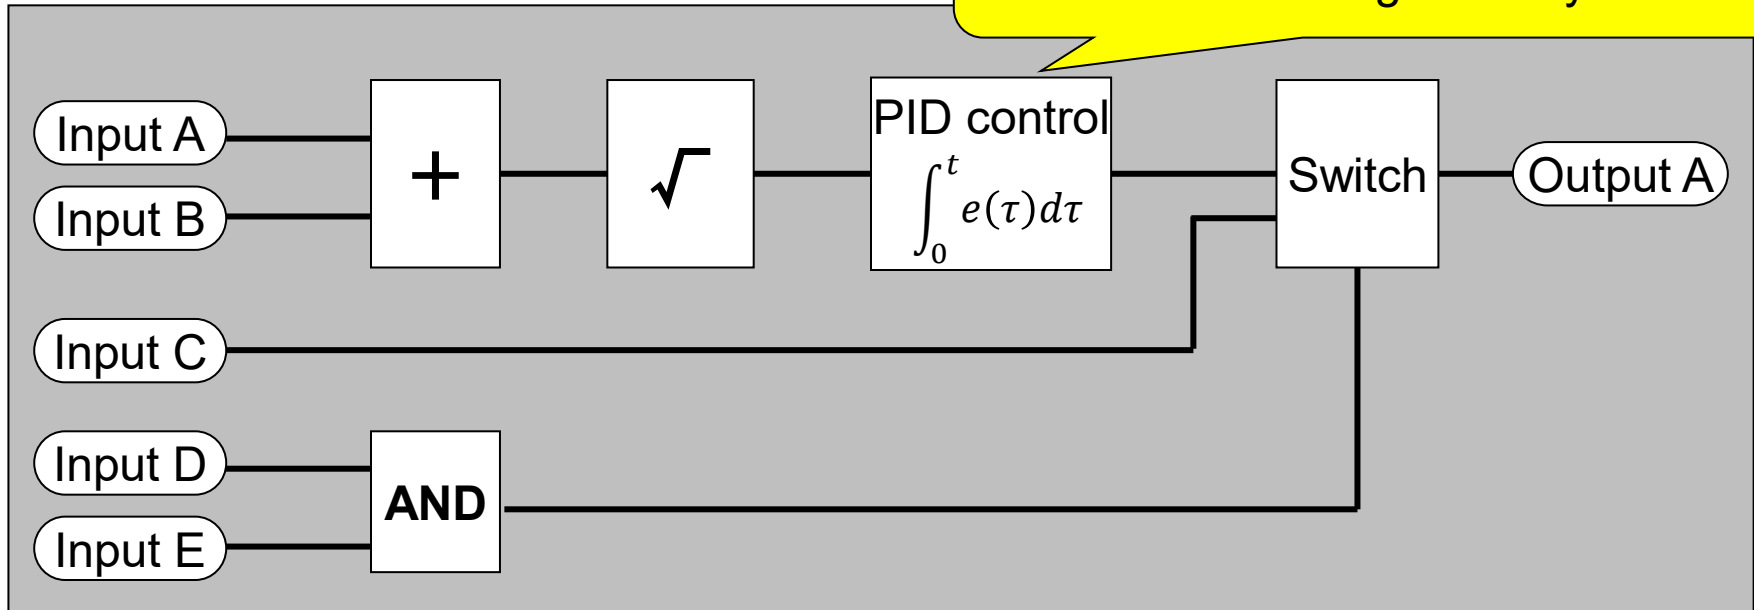 Input A
Input B
+
√
PID control
∫₀ᵗ e(τ)dτ
Switch
Output A
Input C
Input D
Input E
AND